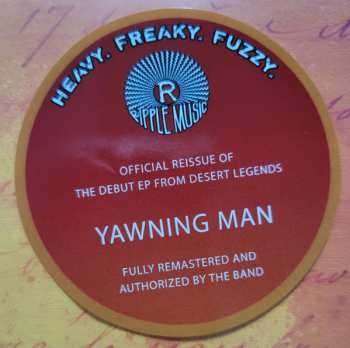 HEAVY. FREAKY. FUZZY.
R
RIPPLE MUSIC
OFFICIAL REISSUE OF
THE DEBUT EP FROM DESERT LEGENDS
YAWNING MAN
FULLY REMASTERED AND
AUTHORIZED BY THE BAND